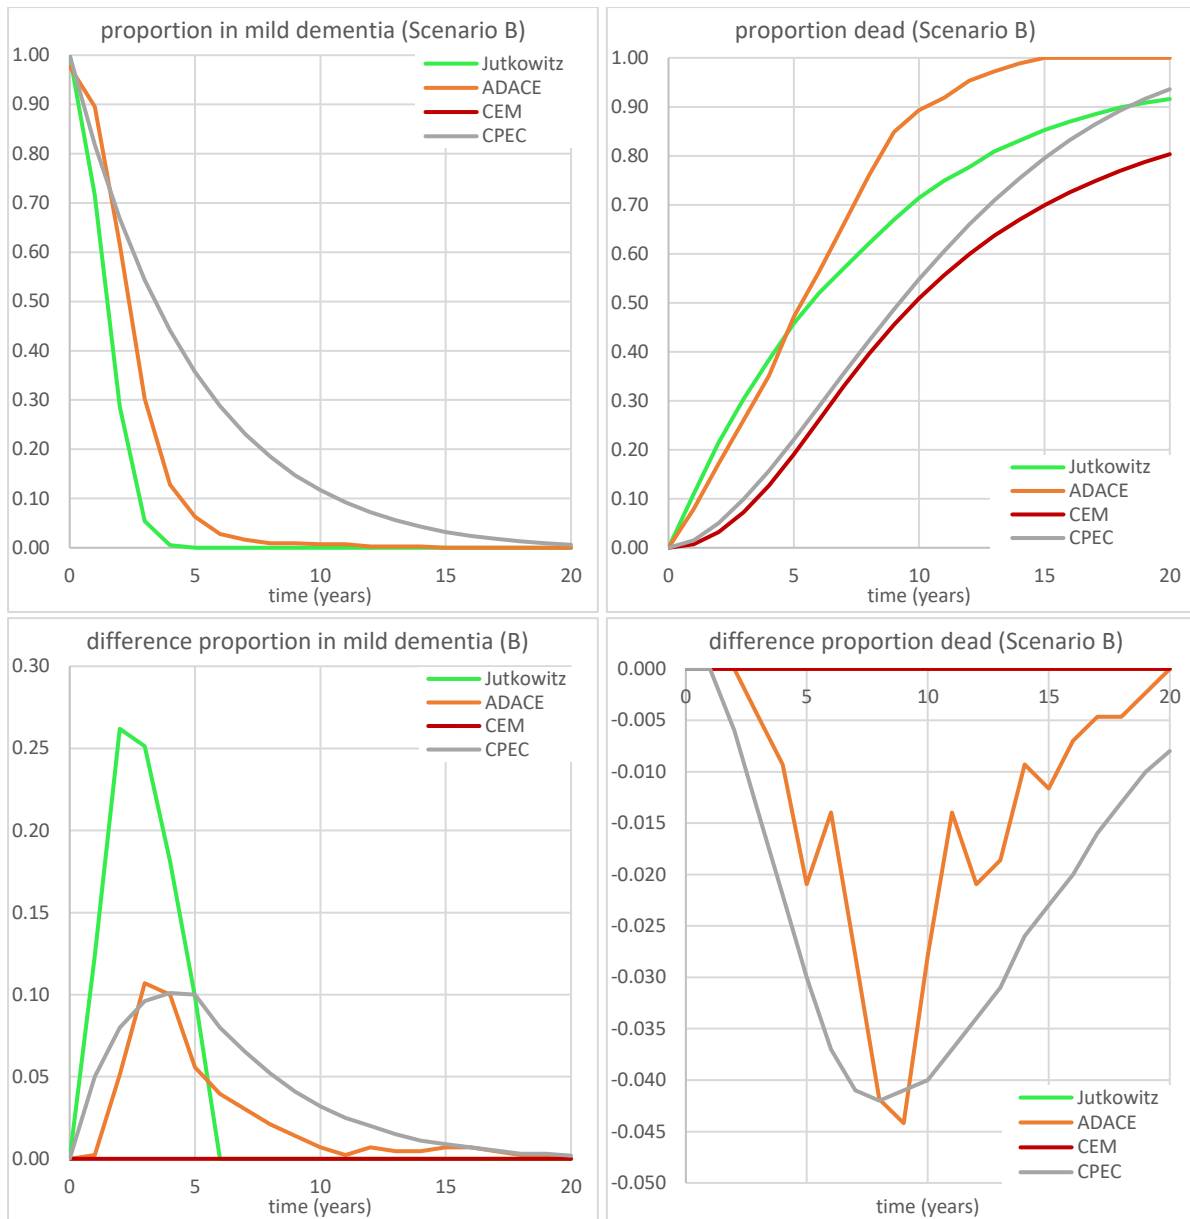 proportion in mild dementia (Scenario B)
1.00
0.90
0.80
0.70
0.60
0.50
0.40
0.30
0.20
0.10
0.00
0 5 10 15 20
time (years)
Jutkowitz
ADACE
CEM
CPEC
proportion dead (Scenario B)
1.00
0.90
0.80
0.70
0.60
0.50
0.40
0.30
0.20
0.10
0.00
0 5 10 15 20
time (years)
Jutkowitz
ADACE
CEM
CPEC
difference proportion in mild dementia (B)
0.30
0.25
0.20
0.15
0.10
0.05
0.00
0 5 10 15 20
time (years)
Jutkowitz
ADACE
CEM
CPEC
difference proportion dead (Scenario B)
0.000
-0.005
-0.010
-0.015
-0.020
-0.025
-0.030
-0.035
-0.040
-0.045
-0.050
0 5 10 15 20
time (years)
Jutkowitz
ADACE
CEM
CPEC